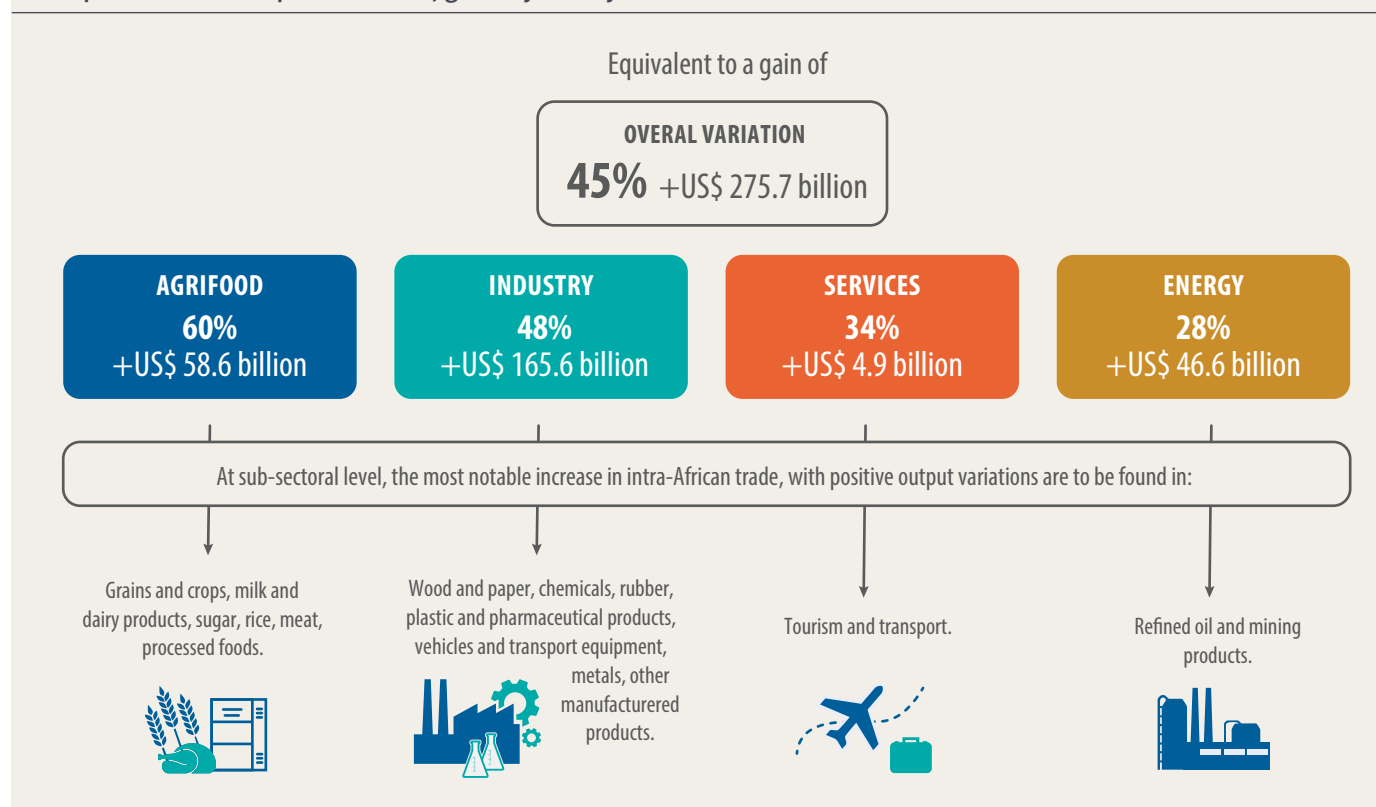 Equivalent to a gain of
OVERAL VARIATION
45% +US$ 275.7 billion
AGRIFOOD
60%
+US$ 58.6 billion
INDUSTRY
48%
+US$ 165.6 billion
SERVICES
34%
+US$ 4.9 billion
ENERGY
28%
+US$ 46.6 billion
At sub-sectoral level, the most notable increase in intra-African trade, with positive output variations are to be found in:
Grains and crops, milk and
dairy products, sugar, rice, meat,
processed foods.
Wood and paper, chemicals, rubber,
plastic and pharmaceutical products,
vehicles and transport equipment,
metals, other
manufacturered
products.
Tourism and transport.
Refined oil and mining
products.